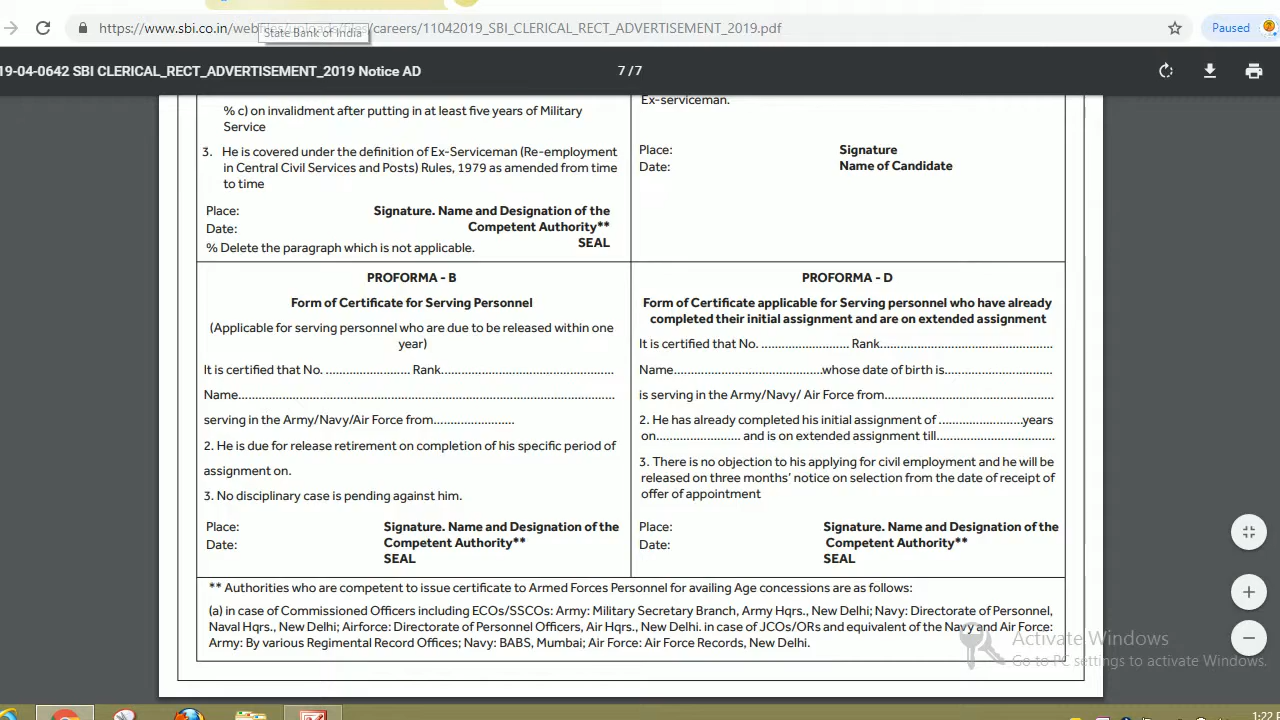 https://www.sbi.co.in/webfiles/uploads/files/careers/11042019_SBI_CLERICAL_RECT_ADVERTISEMENT_2019.pdf
Paused
State Bank of India
19-04-0642 SBI CLERICAL_RECT_ADVERTISEMENT_2019 Notice AD
7 / 7
% c) on invalidment after putting in at least five years of Military
Service
3. He is covered under the definition of Ex-Serviceman (Re-employment
in Central Civil Services and Posts) Rules, 1979 as amended from time
to time
Place: Signature. Name and Designation of the
Date: Competent Authority**
% Delete the paragraph which is not applicable. SEAL
Ex-serviceman.
Place: Signature
Date: Name of Candidate
PROFORMA - B
Form of Certificate for Serving Personnel
(Applicable for serving personnel who are due to be released within one
year)
It is certified that No. ......................... Rank...................................................
Name................................................................................................................
serving in the Army/Navy/Air Force from........................
2. He is due for release retirement on completion of his specific period of
assignment on.
3. No disciplinary case is pending against him.
Place: Signature. Name and Designation of the
Date: Competent Authority**
SEAL
PROFORMA - D
Form of Certificate applicable for Serving personnel who have already
completed their initial assignment and are on extended assignment
It is certified that No. .......................... Rank...................................................
Name............................................whose date of birth is................................
is serving in the Army/Navy/ Air Force from..................................................
2. He has already completed his initial assignment of .........................years
on......................... and is on extended assignment till...................................
3. There is no objection to his applying for civil employment and he will be
released on three months’ notice on selection from the date of receipt of
offer of appointment
Place: Signature. Name and Designation of the
Date: Competent Authority**
SEAL
** Authorities who are competent to issue certificate to Armed Forces Personnel for availing Age concessions are as follows:
(a) in case of Commissioned Officers including ECOs/SSCOs: Army: Military Secretary Branch, Army Hqrs., New Delhi; Navy: Directorate of Personnel,
Naval Hqrs., New Delhi; Airforce: Directorate of Personnel Officers, Air Hqrs., New Delhi. in case of JCOs/ORs and equivalent of the Navy and Air Force:
Army: By various Regimental Record Offices; Navy: BABS, Mumbai; Air Force: Air Force Records, New Delhi.
Activate Windows
Go to PC settings to activate Windows.
1:22